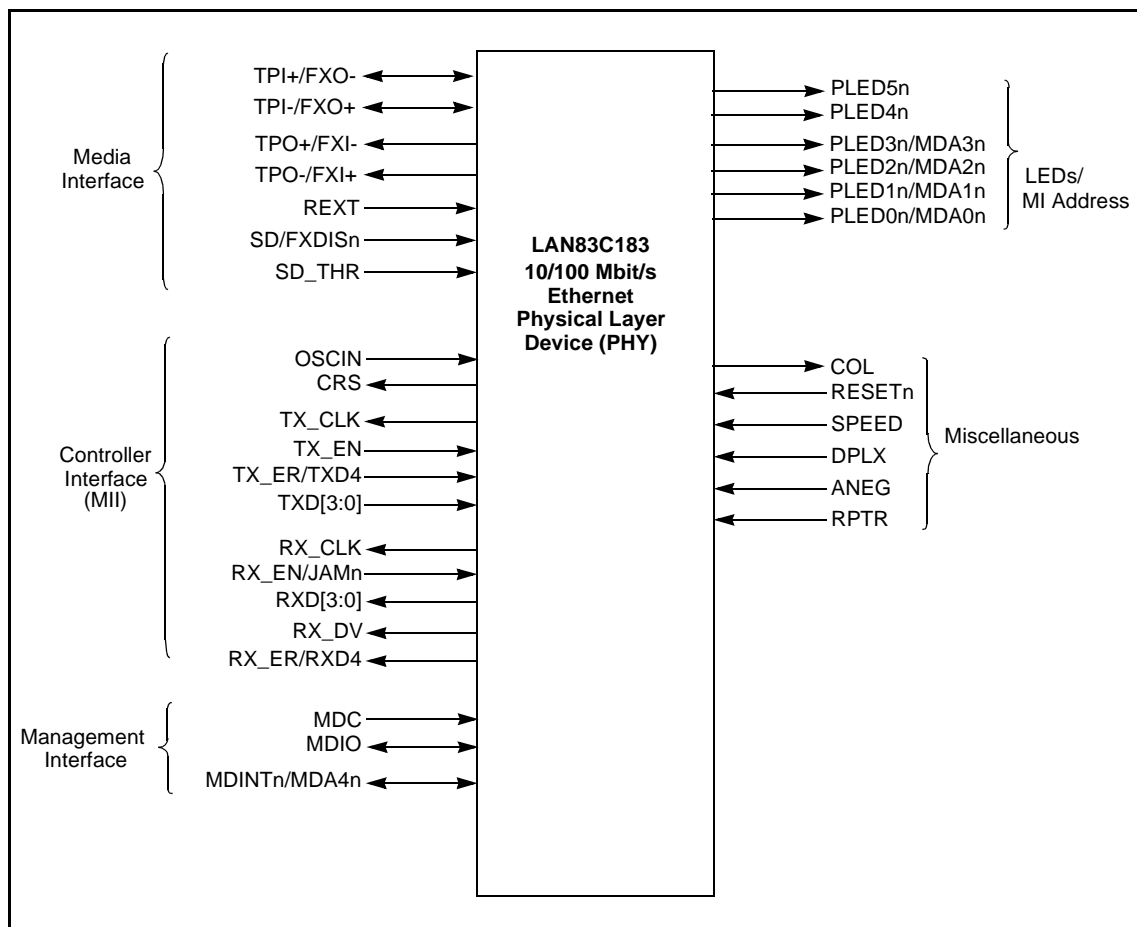 Media
Interface
TPI+/FXO-
TPI-/FXO+
TPO+/FXI-
TPO-/FXI+
REXT
SD/FXDISn
SD_THR
Controller
Interface
(MII)
OSCIN
CRS
TX_CLK
TX_EN
TX_ER/TXD4
TXD[3:0]
RX_CLK
RX_EN/JAMn
RXD[3:0]
RX_DV
RX_ER/RXD4
Management
Interface
MDC
MDIO
MDINTn/MDA4n
LAN83C183
10/100 Mbit/s
Ethernet
Physical Layer
Device (PHY)
PLED5n
PLED4n
PLED3n/MDA3n
PLED2n/MDA2n
PLED1n/MDA1n
PLED0n/MDA0n
LEDs/
MI Address
COL
RESETn
SPEED
DPLX
ANEG
RPTR
Miscellaneous